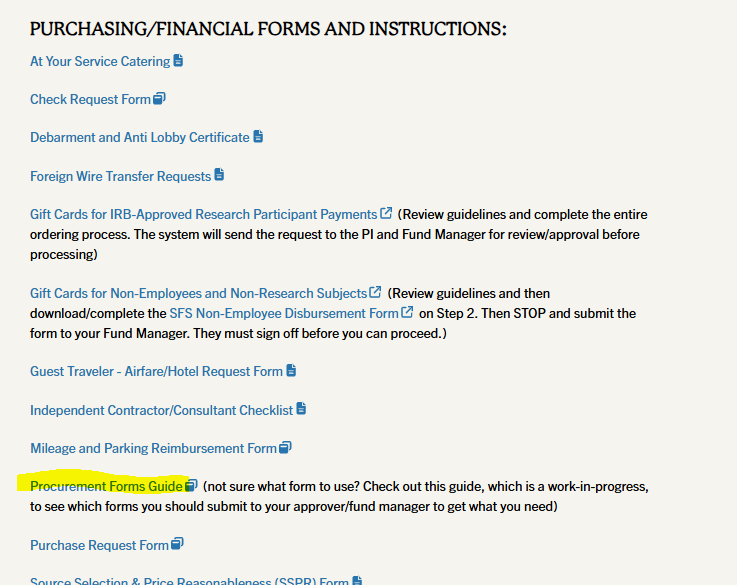 PURCHASING/FINANCIAL FORMS AND INSTRUCTIONS:
At Your Service Catering
Check Request Form
Debarment and Anti Lobby Certificate
Foreign Wire Transfer Requests
Gift Cards for IRB-Approved Research Participant Payments (Review guidelines and complete the entire
ordering process. The system will send the request to the PI and Fund Manager for review/approval before
processing)
Gift Cards for Non-Employees and Non-Research Subjects (Review guidelines and then
download/complete the SFS Non-Employee Disbursement Form on Step 2. Then STOP and submit the
form to your Fund Manager. They must sign off before you can proceed.)
Guest Traveler - Airfare/Hotel Request Form
Independent Contractor/Consultant Checklist
Mileage and Parking Reimbursement Form
Procurement Forms Guide (not sure what form to use? Check out this guide, which is a work-in-progress,
to see which forms you should submit to your approver/fund manager to get what you need)
Purchase Request Form
Source Selection & Price Reasonableness (SSPR) Form